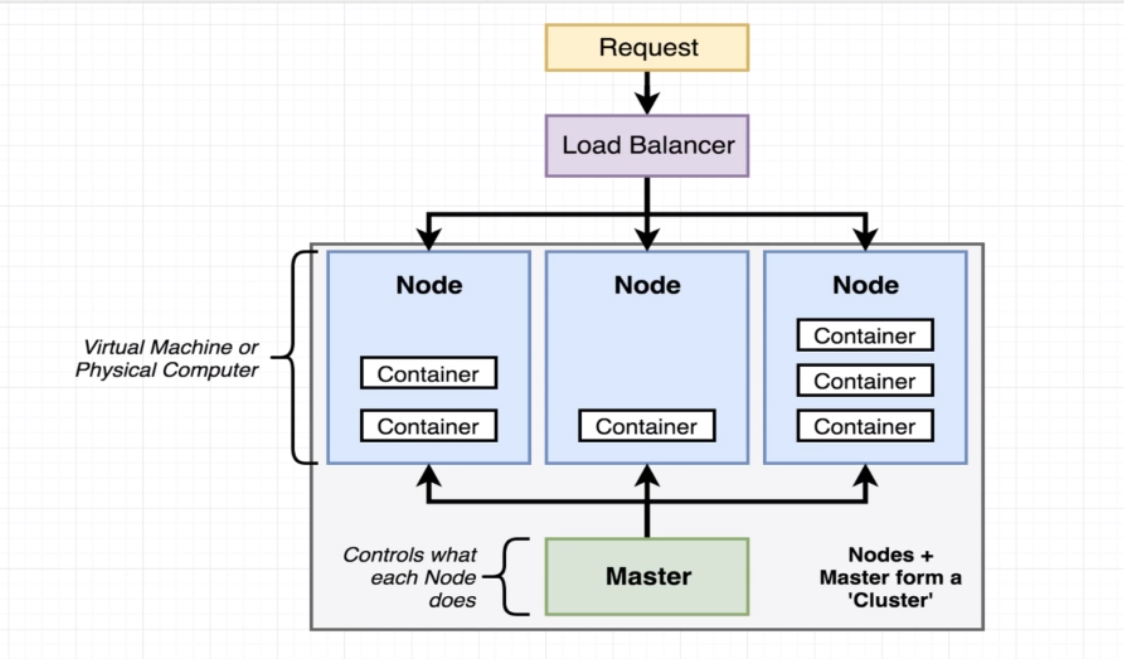 Request
Load Balancer
Node
Node
Node
Container
Container
Container
Container
Container
Container
Virtual Machine or
Physical Computer
Controls what
each Node
does
Master
Nodes +
Master form a
'Cluster'